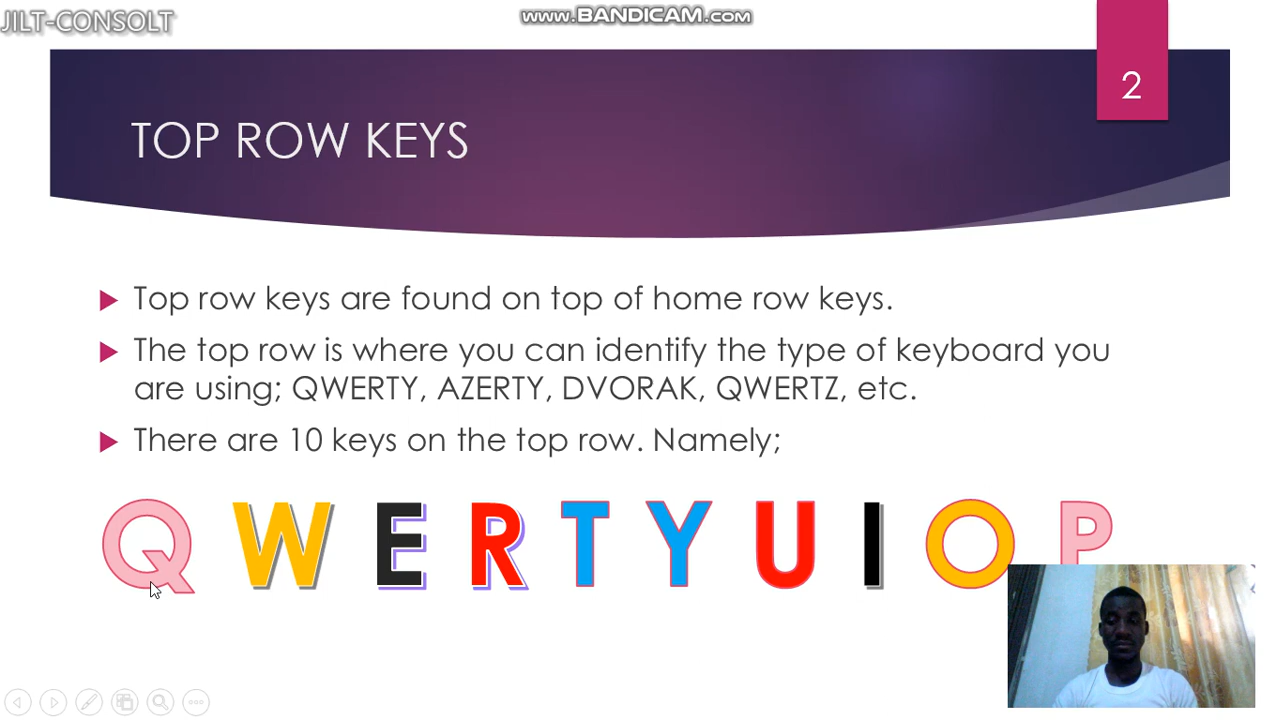 JILT-CONSOLT
www.BANDICAM.com
2
TOP ROW KEYS
Top row keys are found on top of home row keys.
The top row is where you can identify the type of keyboard you
are using; QWERTY, AZERTY, DVORAK, QWERTZ, etc.
There are 10 keys on the top row. Namely;
Q W E R T Y U I O P